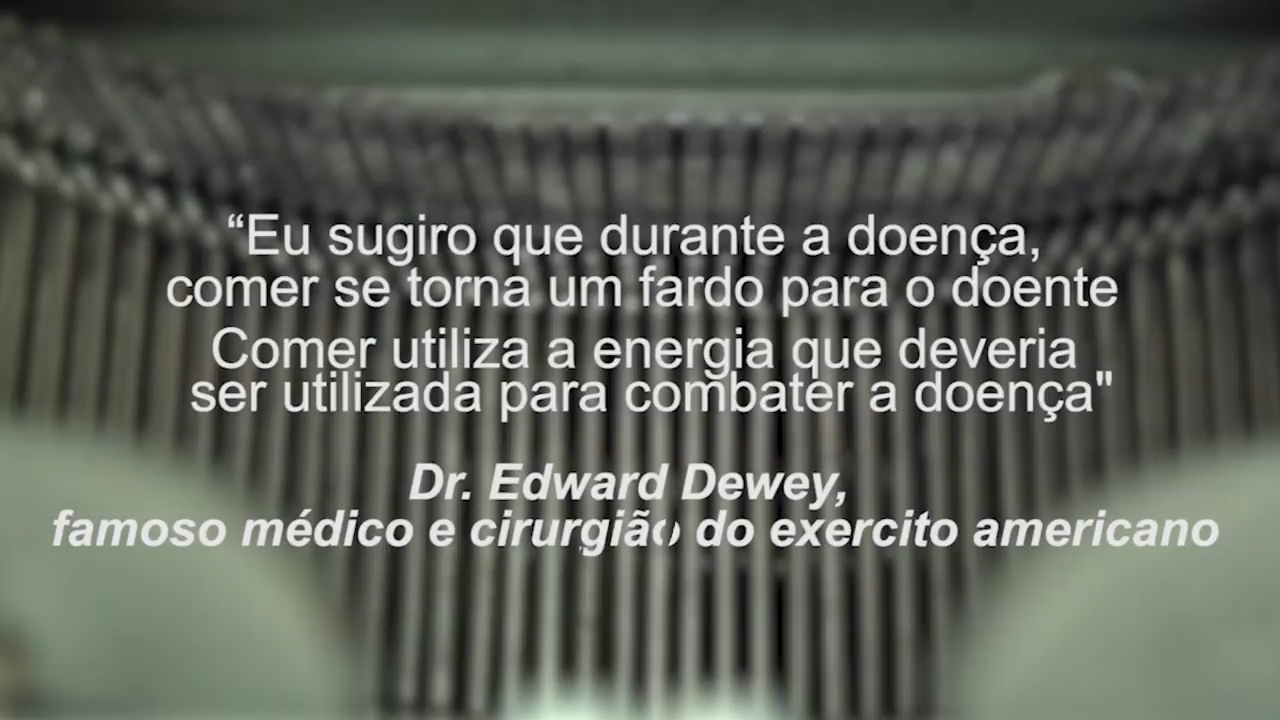 “Eu sugiro que durante a doença,
comer se torna um fardo para o doente
Comer utiliza a energia que deveria
ser utilizada para combater a doença"
Dr. Edward Dewey,
famoso médico e cirurgião do exercito americano